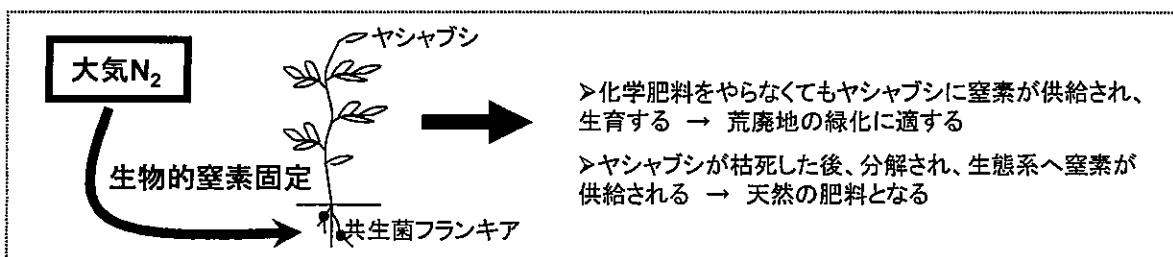 大気N₂
ヤシャブシ
生物的窒素固定
共生菌フランキア
➢化学肥料をやらなくてもヤシャブシに窒素が供給され、
生育する → 荒廃地の緑化に適する
➢ヤシャブシが枯死した後、分解され、生態系へ窒素が
供給される → 天然の肥料となる